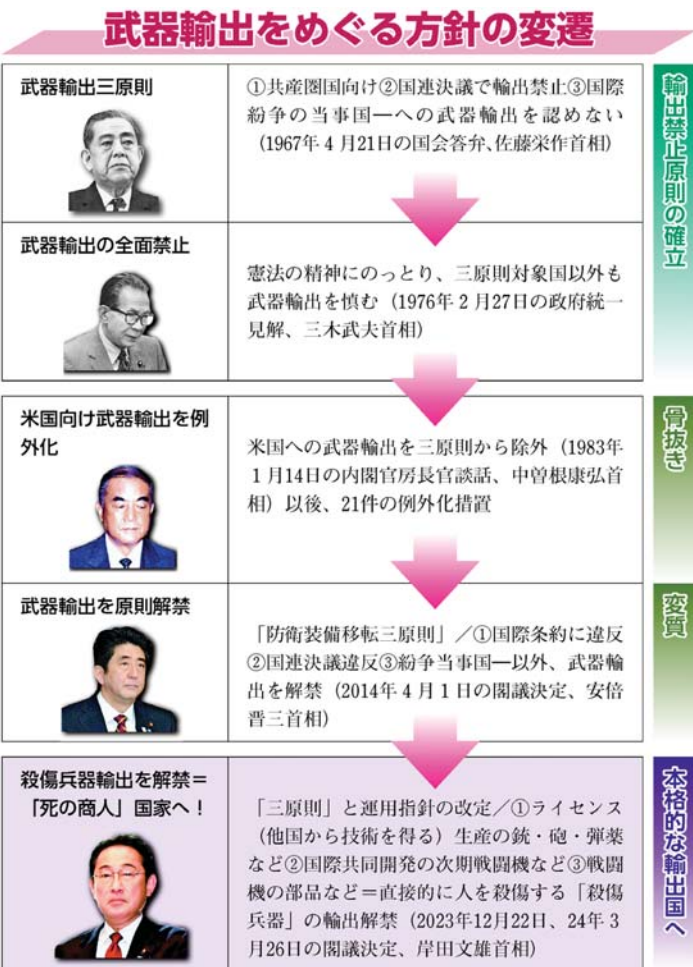 武器輸出をめぐる方針の変遷
武器輸出三原則
①共産圏国向け②国連決議で輸出禁止③国際
紛争の当事国―への武器輸出を認めない
（1967年４月21日の国会答弁、佐藤栄作首相）
輸出禁止原則の確立
武器輸出の全面禁止
憲法の精神にのっとり、三原則対象国以外も
武器輸出を慎む（1976年２月27日の政府統一
見解、三木武夫首相）
米国向け武器輸出を例
外化
米国への武器輸出を三原則から除外（1983年
１月14日の内閣官房長官談話、中曽根康弘首
相）以後、21件の例外化措置
骨抜き
武器輸出を原則解禁
「防衛装備移転三原則」／①国際条約に違反
②国連決議違反③紛争当事国―以外、武器輸
出を解禁（2014年４月１日の閣議決定、安倍
晋三首相）
変質
殺傷兵器輸出を解禁＝
「死の商人」国家へ！
「三原則」と運用指針の改定／①ライセンス
（他国から技術を得る）生産の銃・砲・弾薬
など②国際共同開発の次期戦闘機など③戦闘
機の部品など＝直接的に人を殺傷する「殺傷
兵器」の輸出解禁（2023年12月22日、24年３
月26日の閣議決定、岸田文雄首相）
本格的な輸出国へ